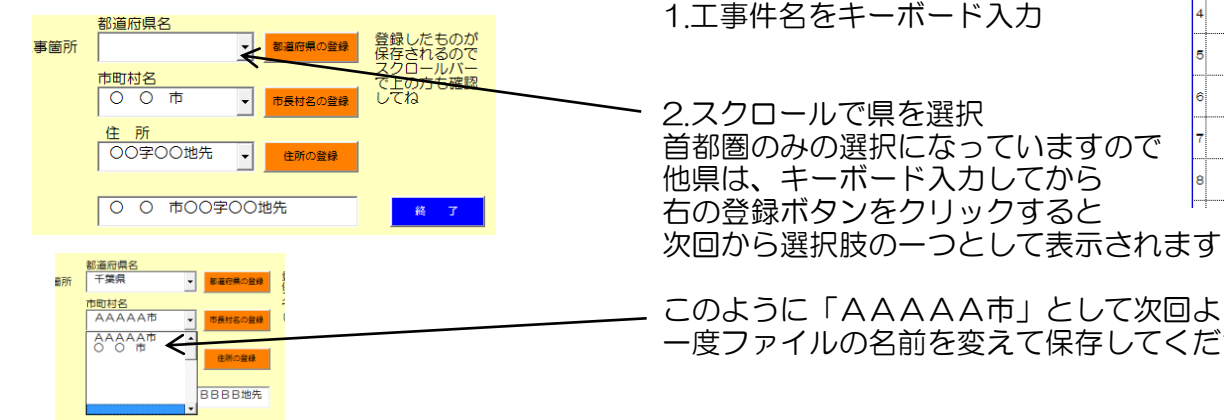 都道府県名
事箇所
都道府県の登録
登録したものが
保存されるので
スクロールバー
で上の方も確認
してね
市町村名
○ ○ 市
市長村名の登録
住 所
○○字○○地先
住所の登録
○ ○ 市○○字○○地先
終 了
1.工事件名をキーボード入力
2.スクロールで県を選択
首都圏のみの選択になっていますので
他県は、キーボード入力してから
右の登録ボタンをクリックすると
次回から選択肢の一つとして表示されます
4
5
6
7
8
都道府県名
箇所
千葉県
都道府県の登録
市町村名
AAAAA市
市長村名の登録
AAAAA市
○ ○ 市
住所の登録
BBBB地先
このように「AAAAA市」として次回よ
一度ファイルの名前を変えて保存してくだ